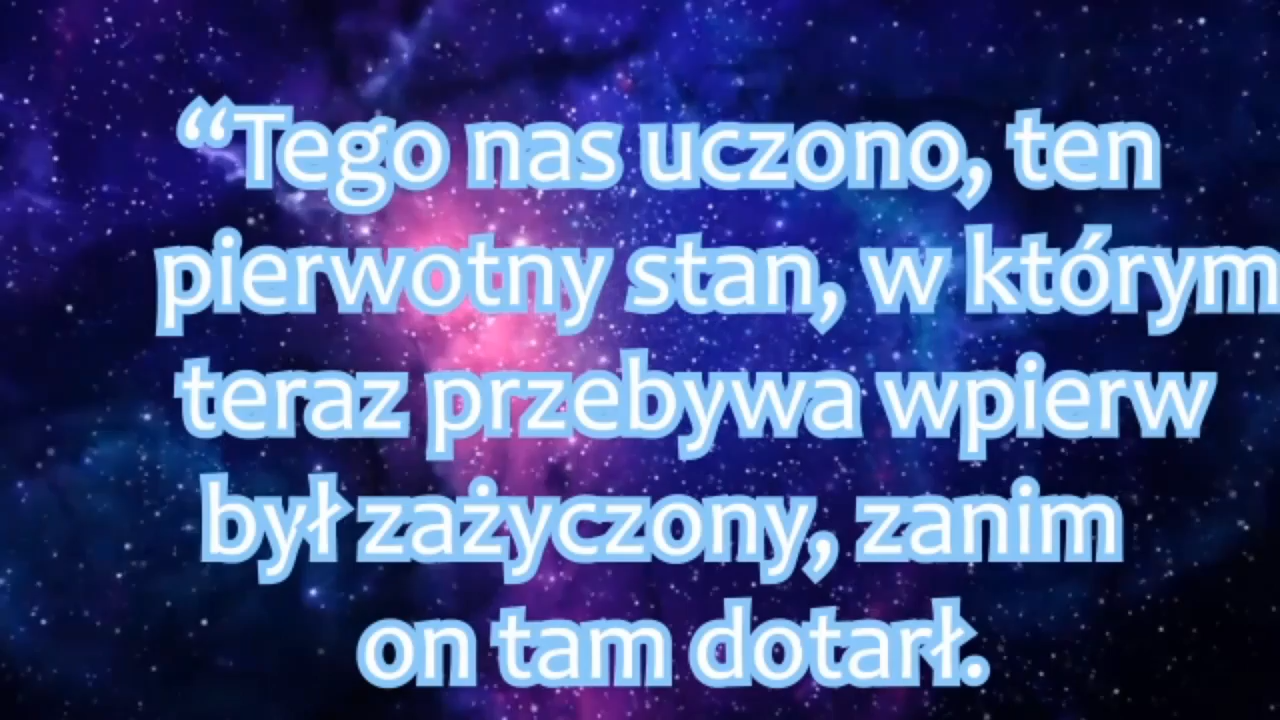 “Tego nas uczono, ten
pierwotny stan, w którym
teraz przebywa wpierw
był zażyczony, zanim
on tam dotarł.